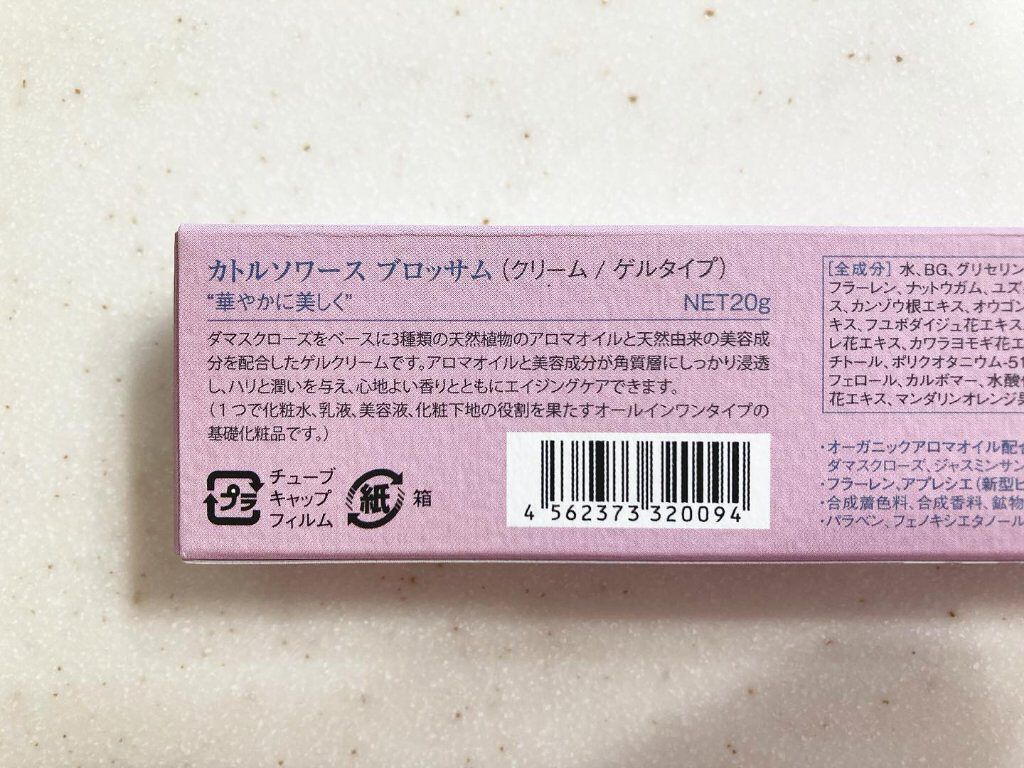 カトルソワース ブロッサム (クリーム / ゲルタイプ)
“華やかに美しく” NET20g
ダマスクローズをベースに3種類の天然植物のアロマオイルと天然由来の美容成
分を配合したゲルクリームです。アロマオイルと美容成分が角質層にしっかり浸透
し、ハリと潤いを与え、心地よい香りとともにエイジングケアできます。
(1つで化粧水、乳液、美容液、化粧下地の役割を果たすオールインワンタイプの
基礎化粧品です。)
プラ
チューブ
キャップ
フィルム
紙
箱
4 562373 320094
[全成分] 水、BG、グリセリン
フラーレン、ナットウガム、ユズ
ス、カンゾウ根エキス、オウゴン
キス、フユボダイジュ花エキス
レ花エキス、カワラヨモギ花エ
チトール、ポリクオタニウム-51
フェロール、カルボマー、水酸
花エキス、マンダリンオレンジ果
・オーガニックアロマオイル配合
ダマスクローズ、ジャスミンサン
・フラーレン、アプレシエ(新型ビ
・合成着色料、合成香料、鉱物
・パラベン、フェノキシエタノール